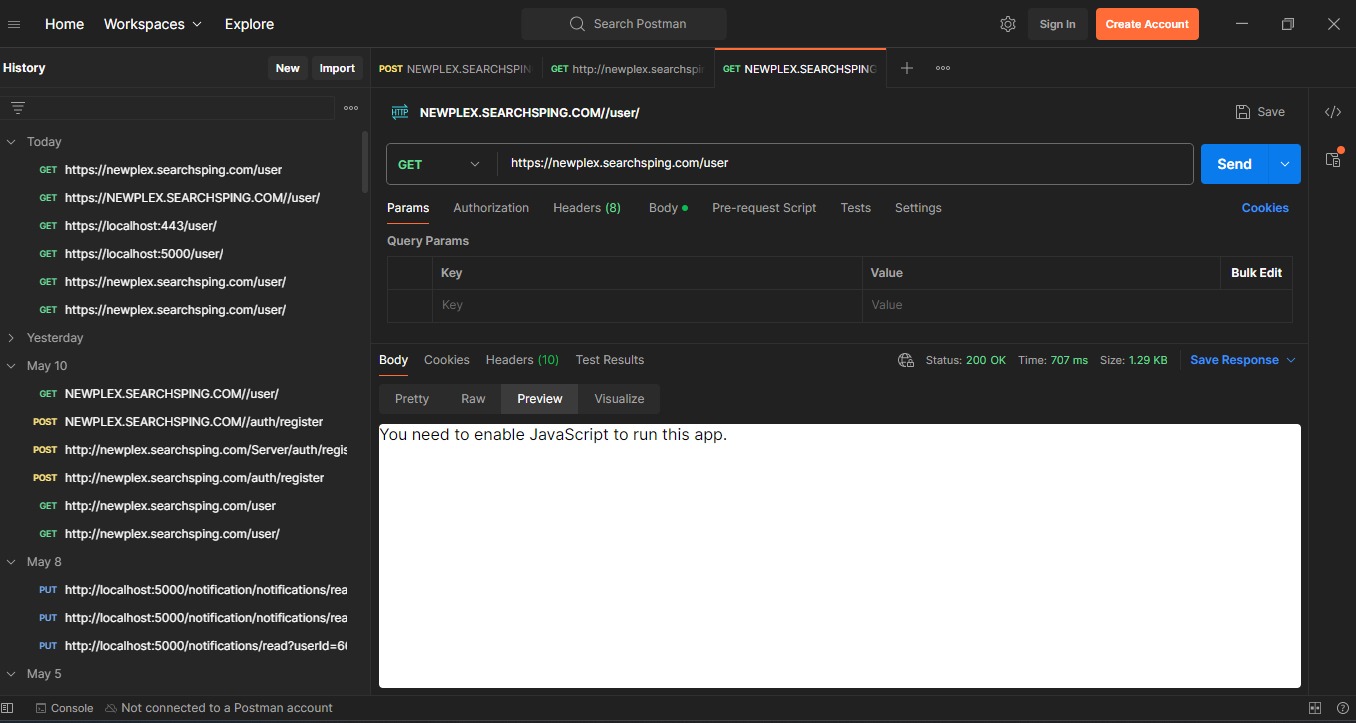 Home Workspaces Explore Search Postman Sign In Create Account
History New Import
POST NEWPLEX.SEARCHSPIN GET http://newplex.searchspi GET NEWPLEX.SEARCHSPING
NEWPLEX.SEARCHSPING.COM//user/ Save
GET https://newplex.searchsping.com/user Send
Params Authorization Headers (8) Body Pre-request Script Tests Settings Cookies
Query Params
Key Value Bulk Edit
Key Value
Today
GET https://newplex.searchsping.com/user
GET https://NEWPLEX.SEARCHSPING.COM//user/
GET https://localhost:443/user/
GET https://localhost:5000/user/
GET https://newplex.searchsping.com/user/
GET https://newplex.searchsping.com/user/
Yesterday
May 10
GET NEWPLEX.SEARCHSPING.COM//user/
POST NEWPLEX.SEARCHSPING.COM//auth/register
POST http://newplex.searchsping.com/Server/auth/regis
POST http://newplex.searchsping.com/auth/register
GET http://newplex.searchsping.com/user
GET http://newplex.searchsping.com/user/
May 8
PUT http://localhost:5000/notification/notifications/rea
PUT http://localhost:5000/notification/notifications/rea
PUT http://localhost:5000/notifications/read?userId=6
May 5
Body Cookies Headers (10) Test Results Status: 200 OK Time: 707 ms Size: 1.29 KB Save Response
Pretty Raw Preview Visualize
You need to enable JavaScript to run this app.
Console Not connected to a Postman account